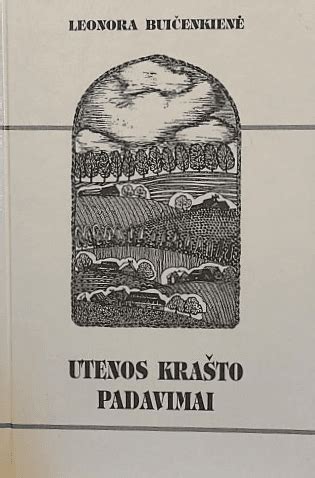 LEONORA BUIČENKIENĖ
UTENOS KRAŠTO
PADAVIMAI